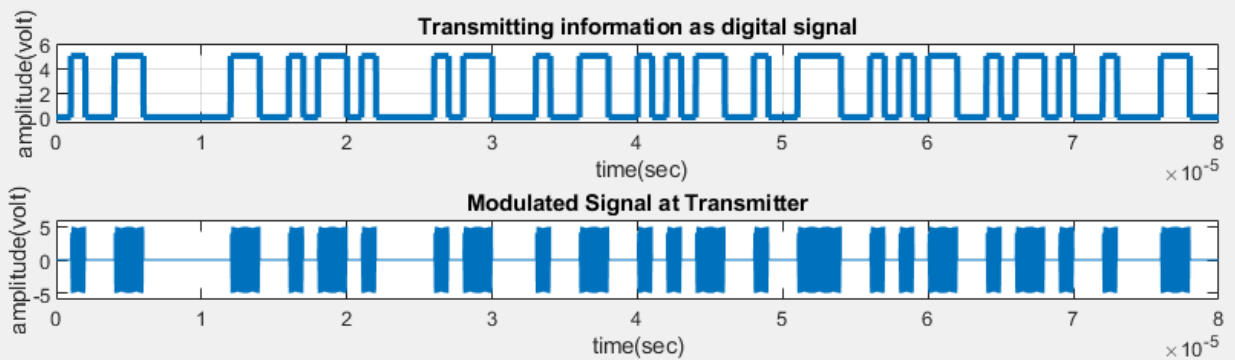 Transmitting information as digital signal
amplitude(volt)
6
4
2
0
0 1 2 3 4 5 6 7 8
time(sec)
×10^-5
Modulated Signal at Transmitter
amplitude(volt)
5
0
-5
0 1 2 3 4 5 6 7 8
time(sec)
×10^-5